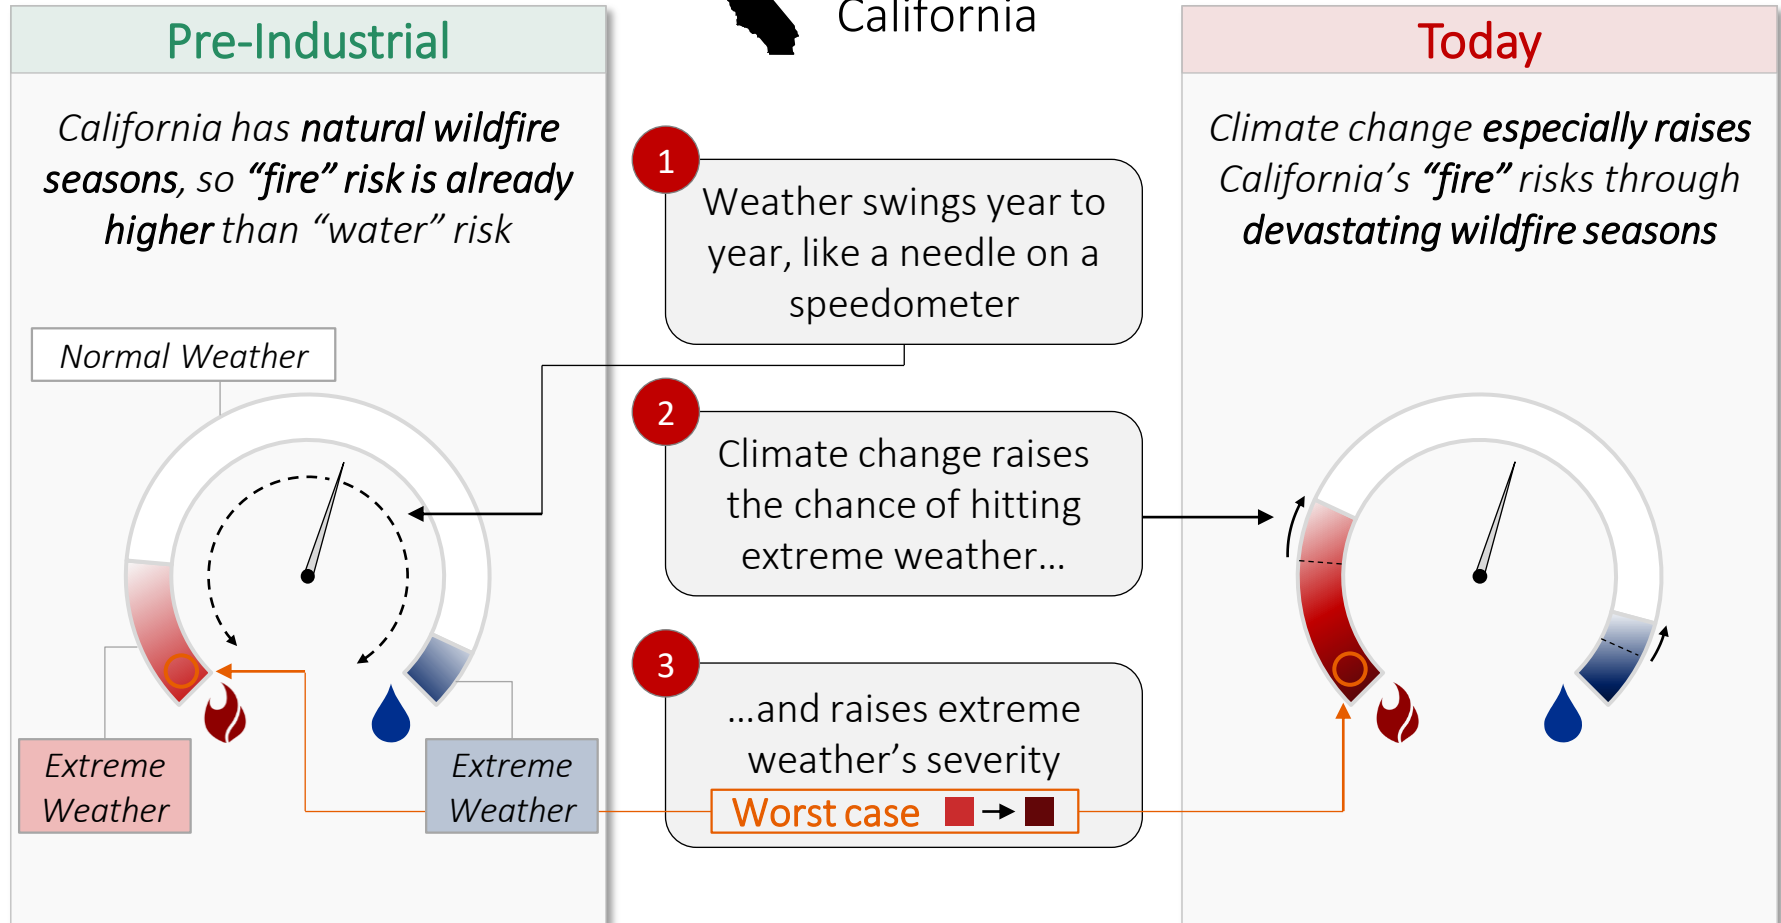 California
Pre-Industrial
California has natural wildfire
seasons, so “fire” risk is already
higher than “water” risk
Normal Weather
Extreme
Weather
Extreme
Weather
1
Weather swings year to
year, like a needle on a
speedometer
2
Climate change raises
the chance of hitting
extreme weather...
3
...and raises extreme
weather’s severity
Worst case
Today
Climate change especially raises
California’s “fire” risks through
devastating wildfire seasons